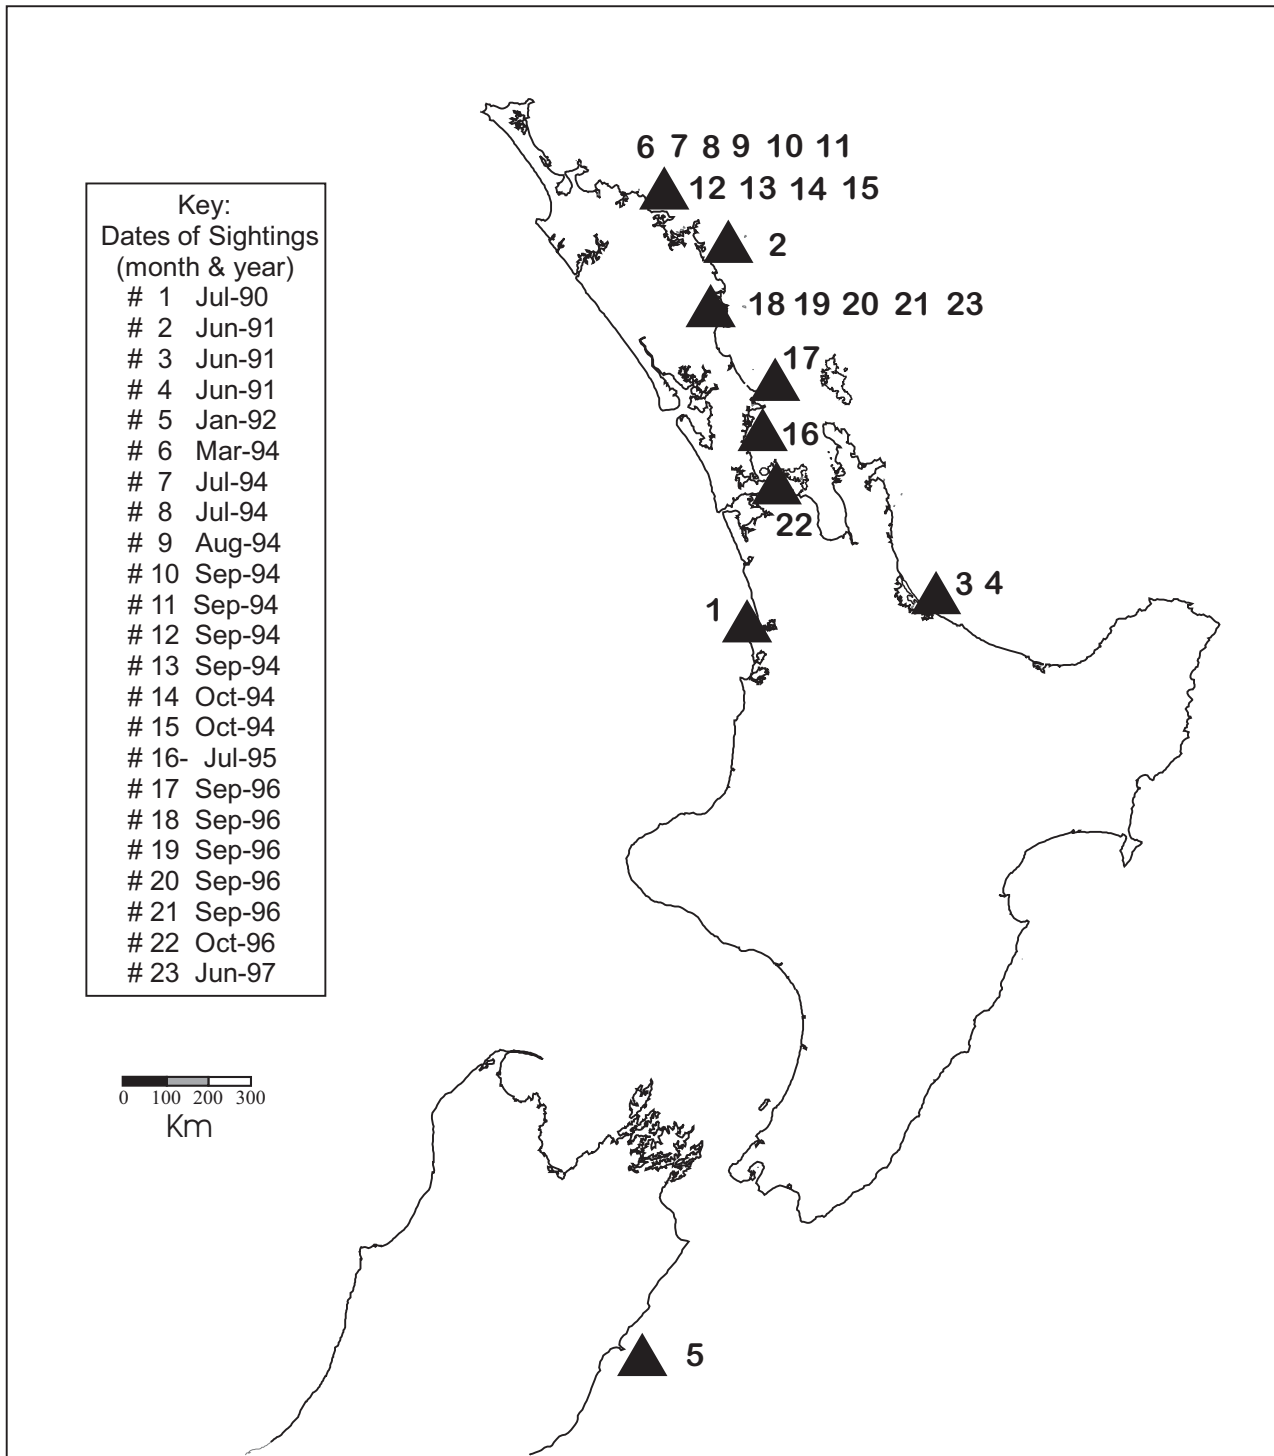 Key:
Dates of Sightings
(month & year)
# 1 Jul-90
# 2 Jun-91
# 3 Jun-91
# 4 Jun-91
# 5 Jan-92
# 6 Mar-94
# 7 Jul-94
# 8 Jul-94
# 9 Aug-94
# 10 Sep-94
# 11 Sep-94
# 12 Sep-94
# 13 Sep-94
# 14 Oct-94
# 15 Oct-94
# 16- Jul-95
# 17 Sep-96
# 18 Sep-96
# 19 Sep-96
# 20 Sep-96
# 21 Sep-96
# 22 Oct-96
# 23 Jun-97
0 100 200 300
Km
6 7 8 9 10 11
12 13 14 15
2
18 19 20 21 23
17
16
22
3 4
1
5